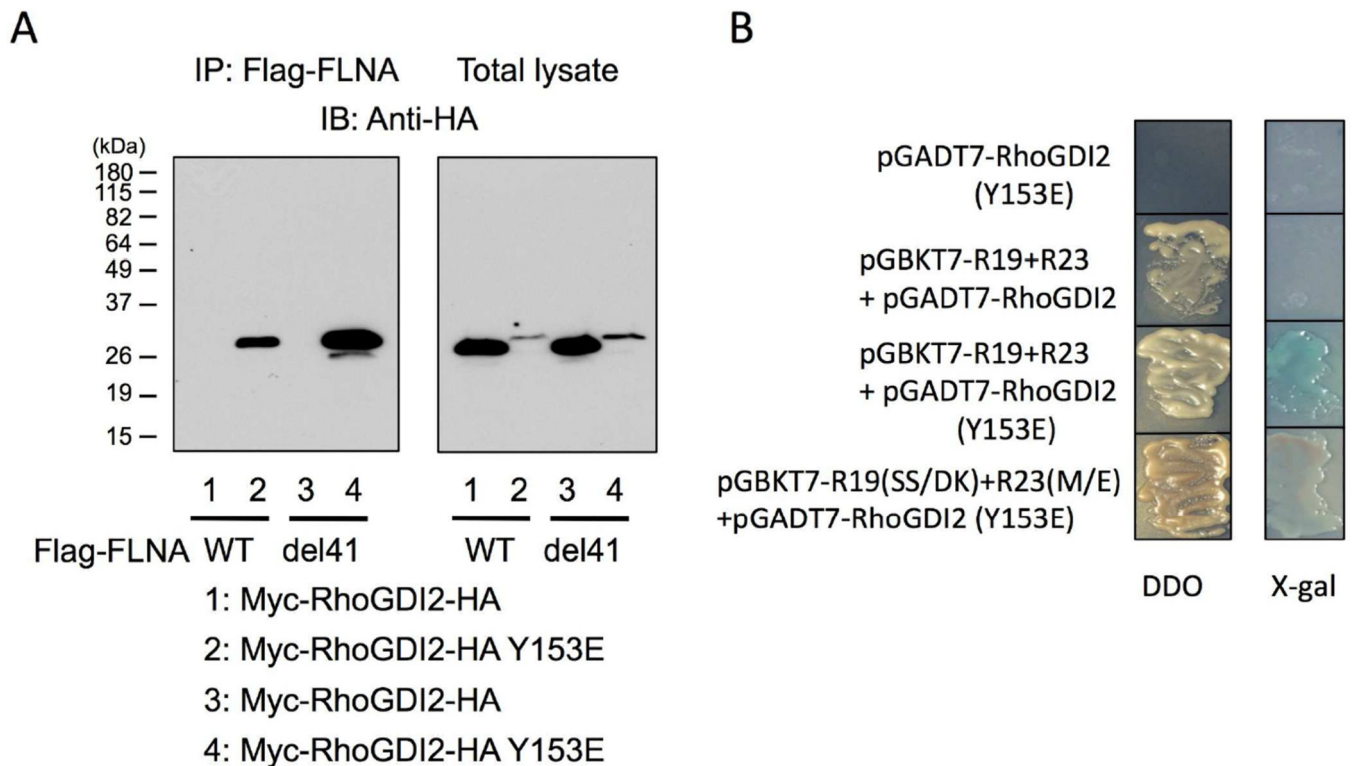 A
IP: Flag-FLNA Total lysate
IB: Anti-HA
(kDa)
180
115
82
64
49
37
26
19
15
1 2 3 4 1 2 3 4
Flag-FLNA WT del41 WT del41
1: Myc-RhoGDI2-HA
2: Myc-RhoGDI2-HA Y153E
3: Myc-RhoGDI2-HA
4: Myc-RhoGDI2-HA Y153E
B
pGADT7-RhoGDI2
(Y153E)
pGBKT7-R19+R23
+ pGADT7-RhoGDI2
pGBKT7-R19+R23
+ pGADT7-RhoGDI2
(Y153E)
pGBKT7-R19(SS/DK)+R23(M/E)
+pGADT7-RhoGDI2 (Y153E)
DDO X-gal